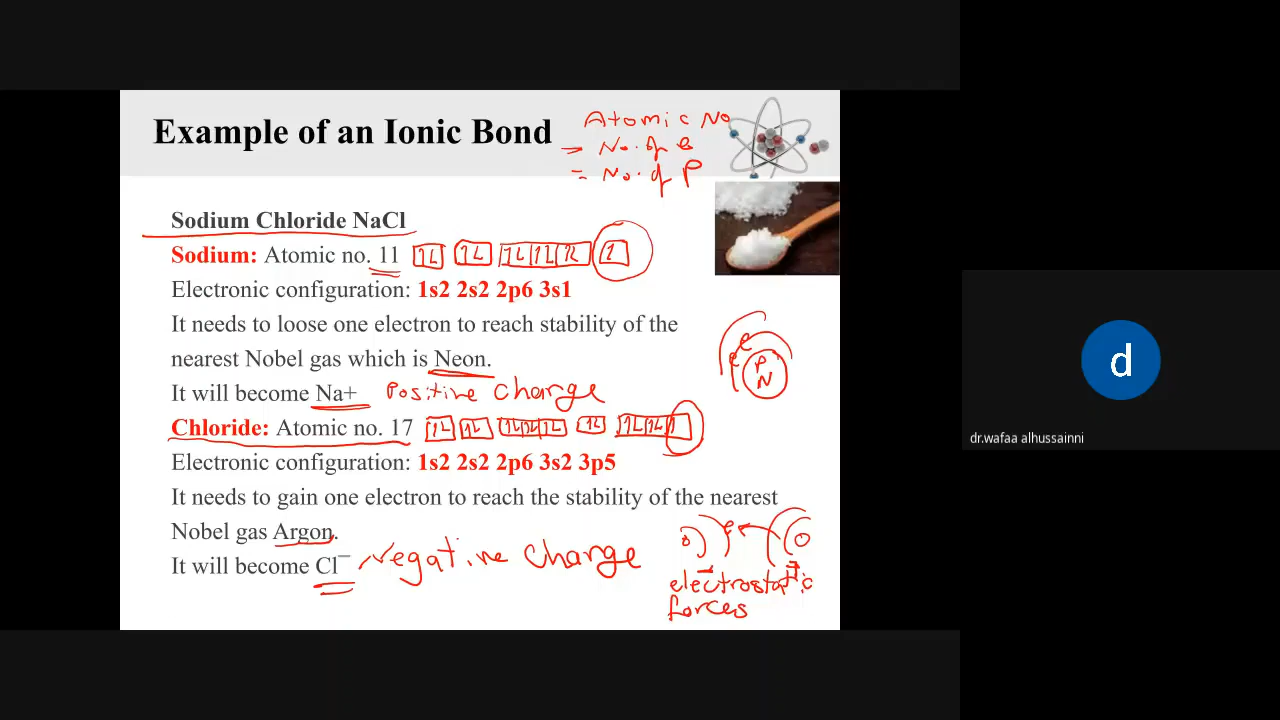 Example of an Ionic Bond
Atomic No
= No. of e
= No. of P
Sodium Chloride NaCl
Sodium: Atomic no. 11
Electronic configuration: 1s2 2s2 2p6 3s1
It needs to loose one electron to reach stability of the
nearest Nobel gas which is Neon.
It will become Na+ Positive Charge
e
e
P
N
Chloride: Atomic no. 17
Electronic configuration: 1s2 2s2 2p6 3s2 3p5
It needs to gain one electron to reach the stability of the nearest
Nobel gas Argon.
It will become Cl⁻ Negative Charge
electrostatic
forces
d
dr.wafaa alhussainni